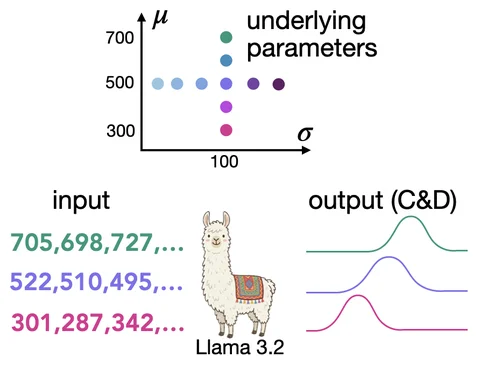 μ
700
500
300
underlying
parameters
σ
100
input
output (C&D)
705,698,727,...
522,510,495,...
301,287,342,...
Llama 3.2